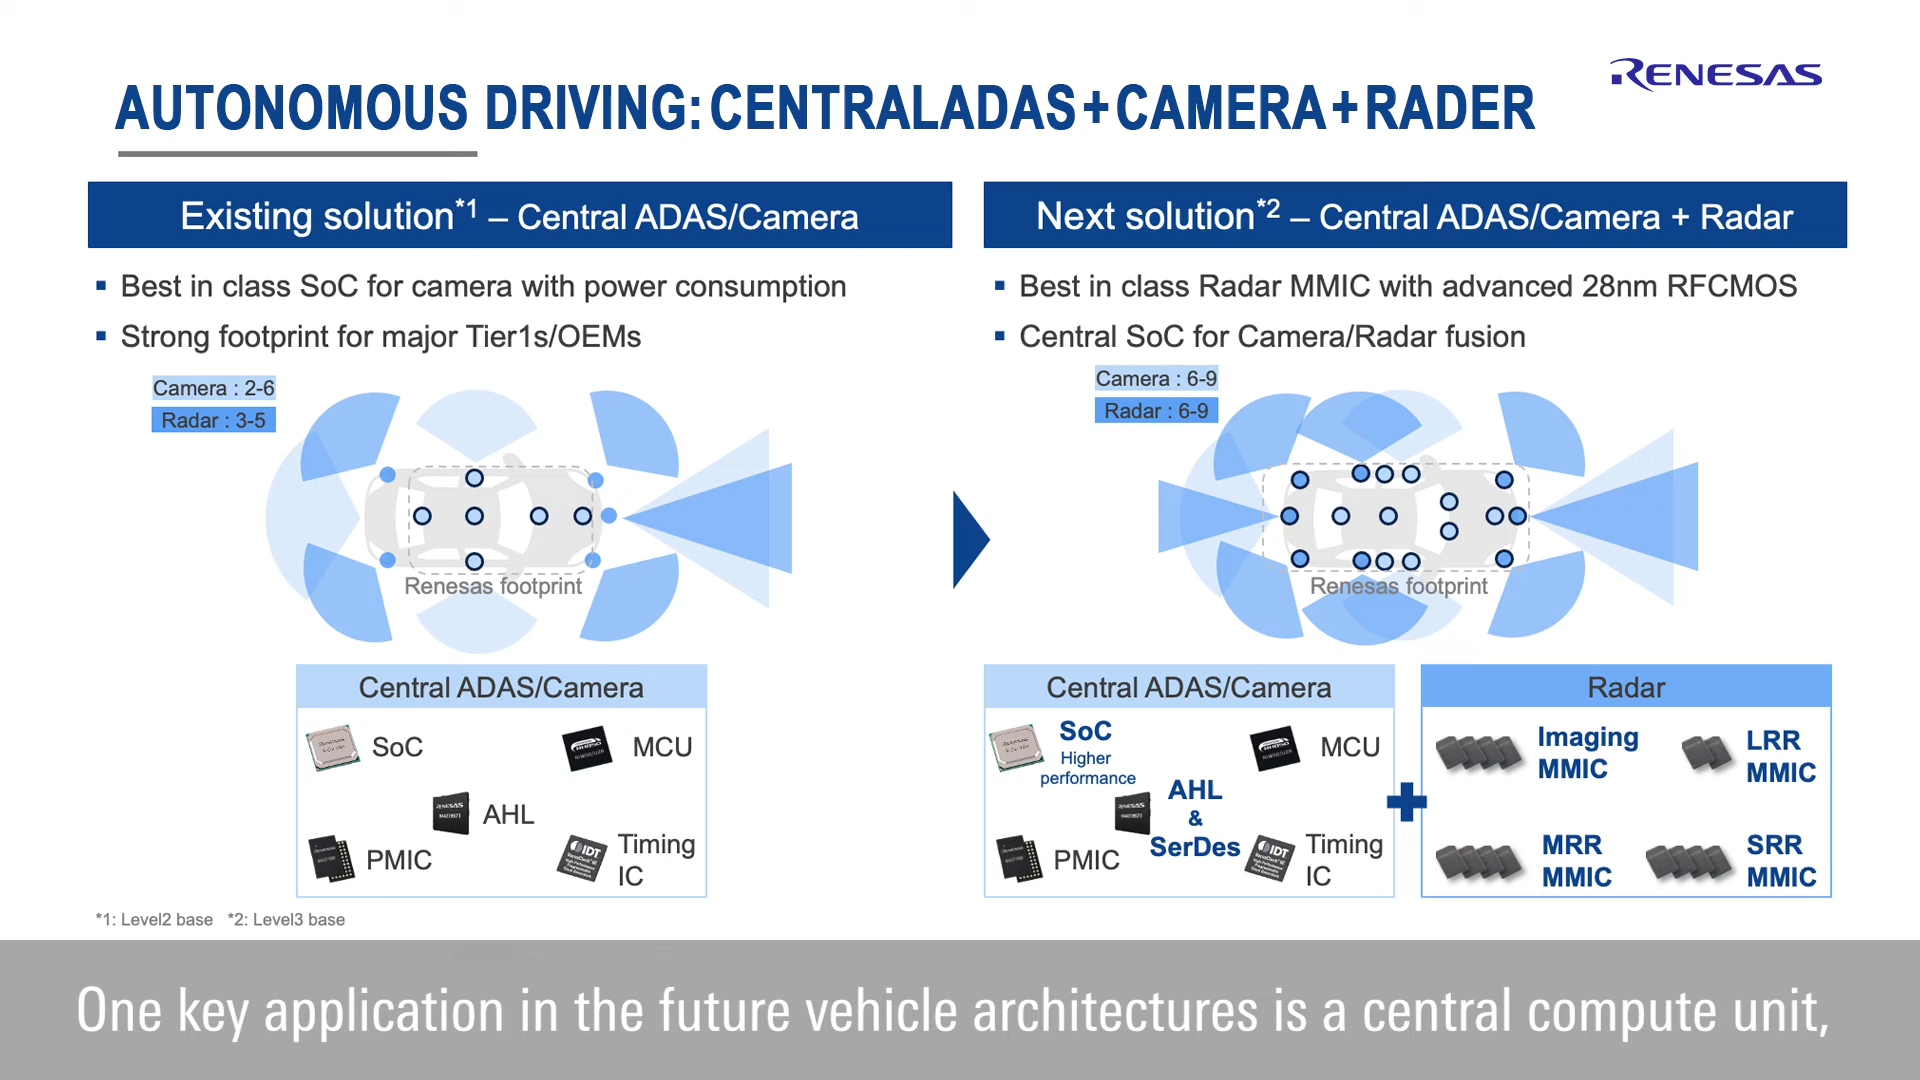 RENESAS
AUTONOMOUS DRIVING: CENTRALADAS+CAMERA+RADER
Existing solution*1 – Central ADAS/Camera
Best in class SoC for camera with power consumption
Strong footprint for major Tier1s/OEMs
Camera : 2-6
Radar : 3-5
Renesas footprint
Central ADAS/Camera
SoC
MCU
RENESAS
AHL
PMIC
IDT
Timing
IC
Next solution*2 – Central ADAS/Camera + Radar
Best in class Radar MMIC with advanced 28nm RFCMOS
Central SoC for Camera/Radar fusion
Camera : 6-9
Radar : 6-9
Renesas footprint
Central ADAS/Camera
SoC
Higher
performance
MCU
RENESAS
AHL
&
SerDes
PMIC
IDT
Timing
IC
Radar
Imaging
MMIC
LRR
MMIC
MRR
MMIC
SRR
MMIC
*1: Level2 base *2: Level3 base
One key application in the future vehicle architectures is a central compute unit,